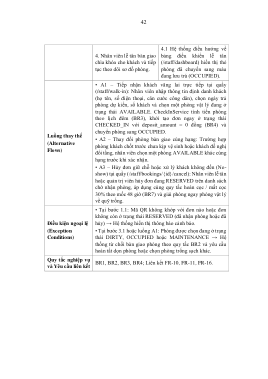 42
4. Nhân viên lễ tân bàn giao
chìa khóa cho khách và tiếp
tục theo dõi sơ đồ phòng.
4.1 Hệ thống điều hướng về
bảng điều khiển lễ tân
(/staff/dashboard) hiển thị thẻ
phòng đã chuyển sang màu
đang lưu trú (OCCUPIED).
Luồng thay thế
(Alternative
Flows)
• A1 – Tiếp nhận khách vãng lai trực tiếp tại quầy
(/staff/walk-in): Nhân viên nhập thông tin định danh khách
(họ tên, số điện thoại, căn cước công dân), chọn ngày trả
phòng dự kiến, số khách và chọn một phòng vật lý đang ở
trạng thái AVAILABLE. CheckInService tính tiền phòng
theo lịch đêm (BR3), khởi tạo đơn ngay ở trạng thái
CHECKED_IN với deposit_amount = 0 đồng (BR4) và
chuyển phòng sang OCCUPIED.
• A2 – Thay đổi phòng bàn giao cùng hạng: Trường hợp
phòng khách chốt trước chưa kịp vệ sinh hoặc khách đề nghị
đổi tầng, nhân viên chọn một phòng AVAILABLE khác cùng
hạng trước khi xác nhận.
• A3 – Hủy đơn giữ chỗ hoặc xử lý khách không đến (No-
show) tại quầy (/staff/bookings/{id}/cancel): Nhân viên lễ tân
hoặc quản trị viên hủy đơn đang RESERVED trên danh sách
chờ nhận phòng, áp dụng cùng quy tắc hoàn cọc / mất cọc
30% theo mốc 48 giờ (BR7) và giải phóng ngay phòng vật lý
về quỹ trống.
Điều kiện ngoại lệ
(Exception
Conditions)
• Tại bước 1.1: Mã QR không khớp với đơn nào hoặc đơn
không còn ở trạng thái RESERVED (đã nhận phòng hoặc đã
hủy) → Hệ thống hiển thị thông báo cảnh báo.
• Tại bước 3.1 hoặc luồng A1: Phòng được chọn đang ở trạng
thái DIRTY, OCCUPIED hoặc MAINTENANCE → Hệ
thống từ chối bàn giao phòng theo quy tắc BR2 và yêu cầu
hoàn tất dọn phòng hoặc chọn phòng trống sạch khác.
Quy tắc nghiệp vụ
và Yêu cầu liên kết
BR1, BR2, BR3, BR4; Liên kết FR-10, FR-11, FR-16.